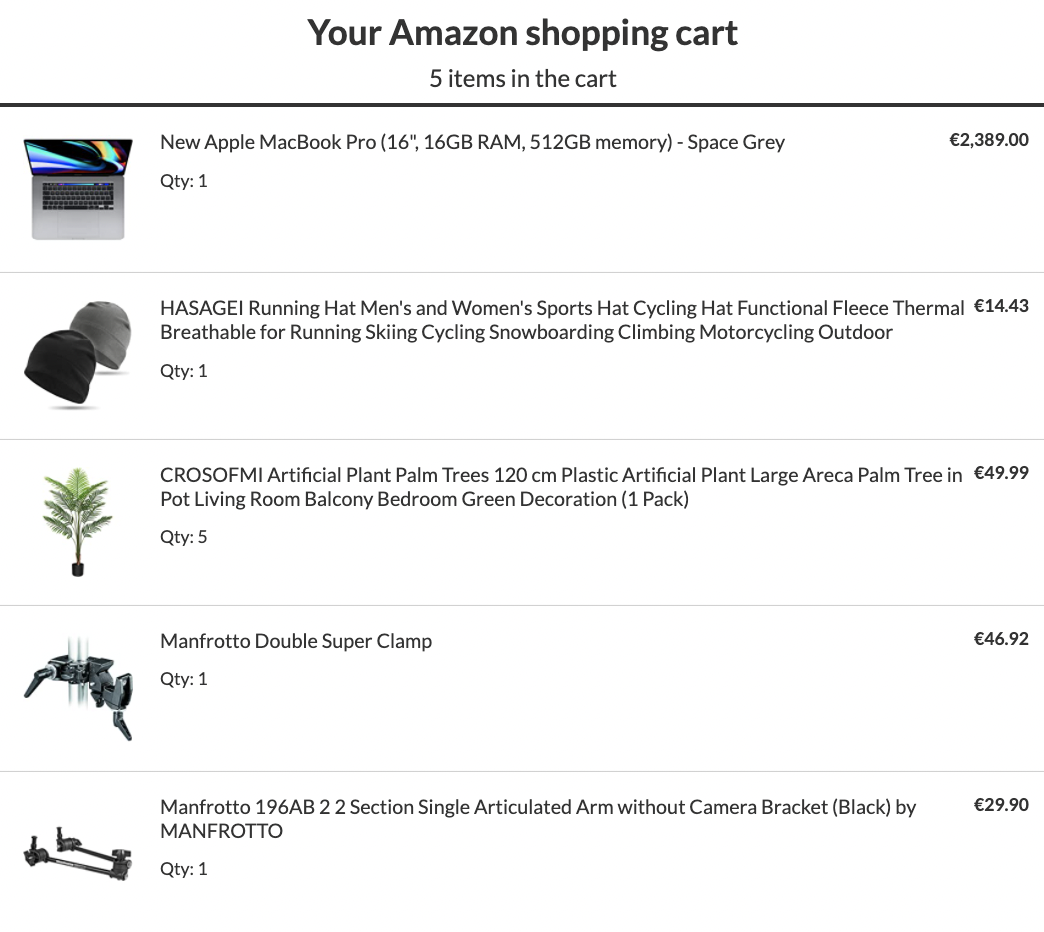 Your Amazon shopping cart
5 items in the cart
New Apple MacBook Pro (16", 16GB RAM, 512GB memory) - Space Grey €2,389.00
Qty: 1
HASAGEI Running Hat Men's and Women's Sports Hat Cycling Hat Functional Fleece Thermal €14.43
Breathable for Running Skiing Cycling Snowboarding Climbing Motorcycling Outdoor
Qty: 1
CROSOFMI Artificial Plant Palm Trees 120 cm Plastic Artificial Plant Large Areca Palm Tree in €49.99
Pot Living Room Balcony Bedroom Green Decoration (1 Pack)
Qty: 5
Manfrotto Double Super Clamp €46.92
Qty: 1
Manfrotto 196AB 2 2 Section Single Articulated Arm without Camera Bracket (Black) by €29.90
MANFROTTO
Qty: 1